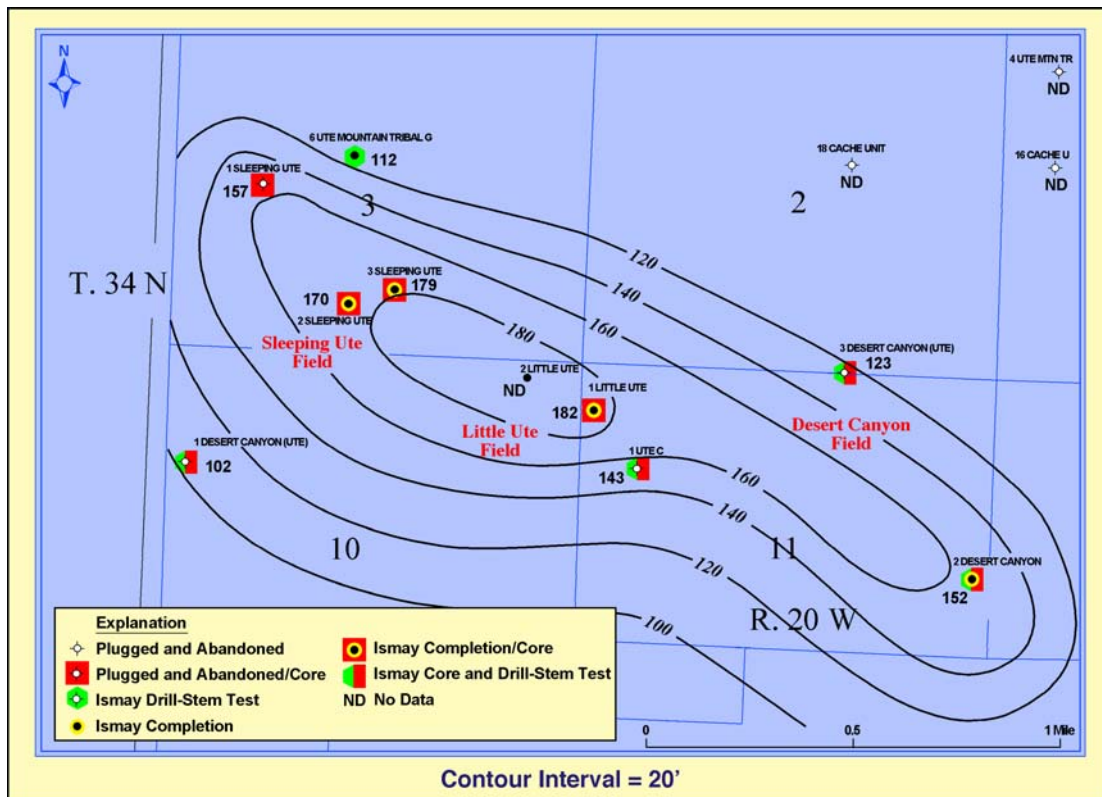 N
4 UTE MTN TR
ND
6 UTE MOUNTAIN TRIBAL G
112
18 CACHE UNIT
ND
16 CACHE U
ND
1 SLEEPING UTE
157
3
2
120
T. 34 N
3 SLEEPING UTE
179
140
170
2 SLEEPING UTE
160
180
Sleeping Ute
Field
3 DESERT CANYON (UTE)
123
2 LITTLE UTE
ND
1 LITTLE UTE
182
Little Ute
Field
Desert Canyon
Field
1 DESERT CANYON (UTE)
102
1 UTE C
143
160
140
10
11
120
2 DESERT CANYON
152
R. 20 W
100
Explanation
Plugged and Abandoned
Plugged and Abandoned/Core
Ismay Drill-Stem Test
Ismay Completion
Ismay Completion/Core
Ismay Core and Drill-Stem Test
ND No Data
0 0.5 1 Mile
Contour Interval = 20'